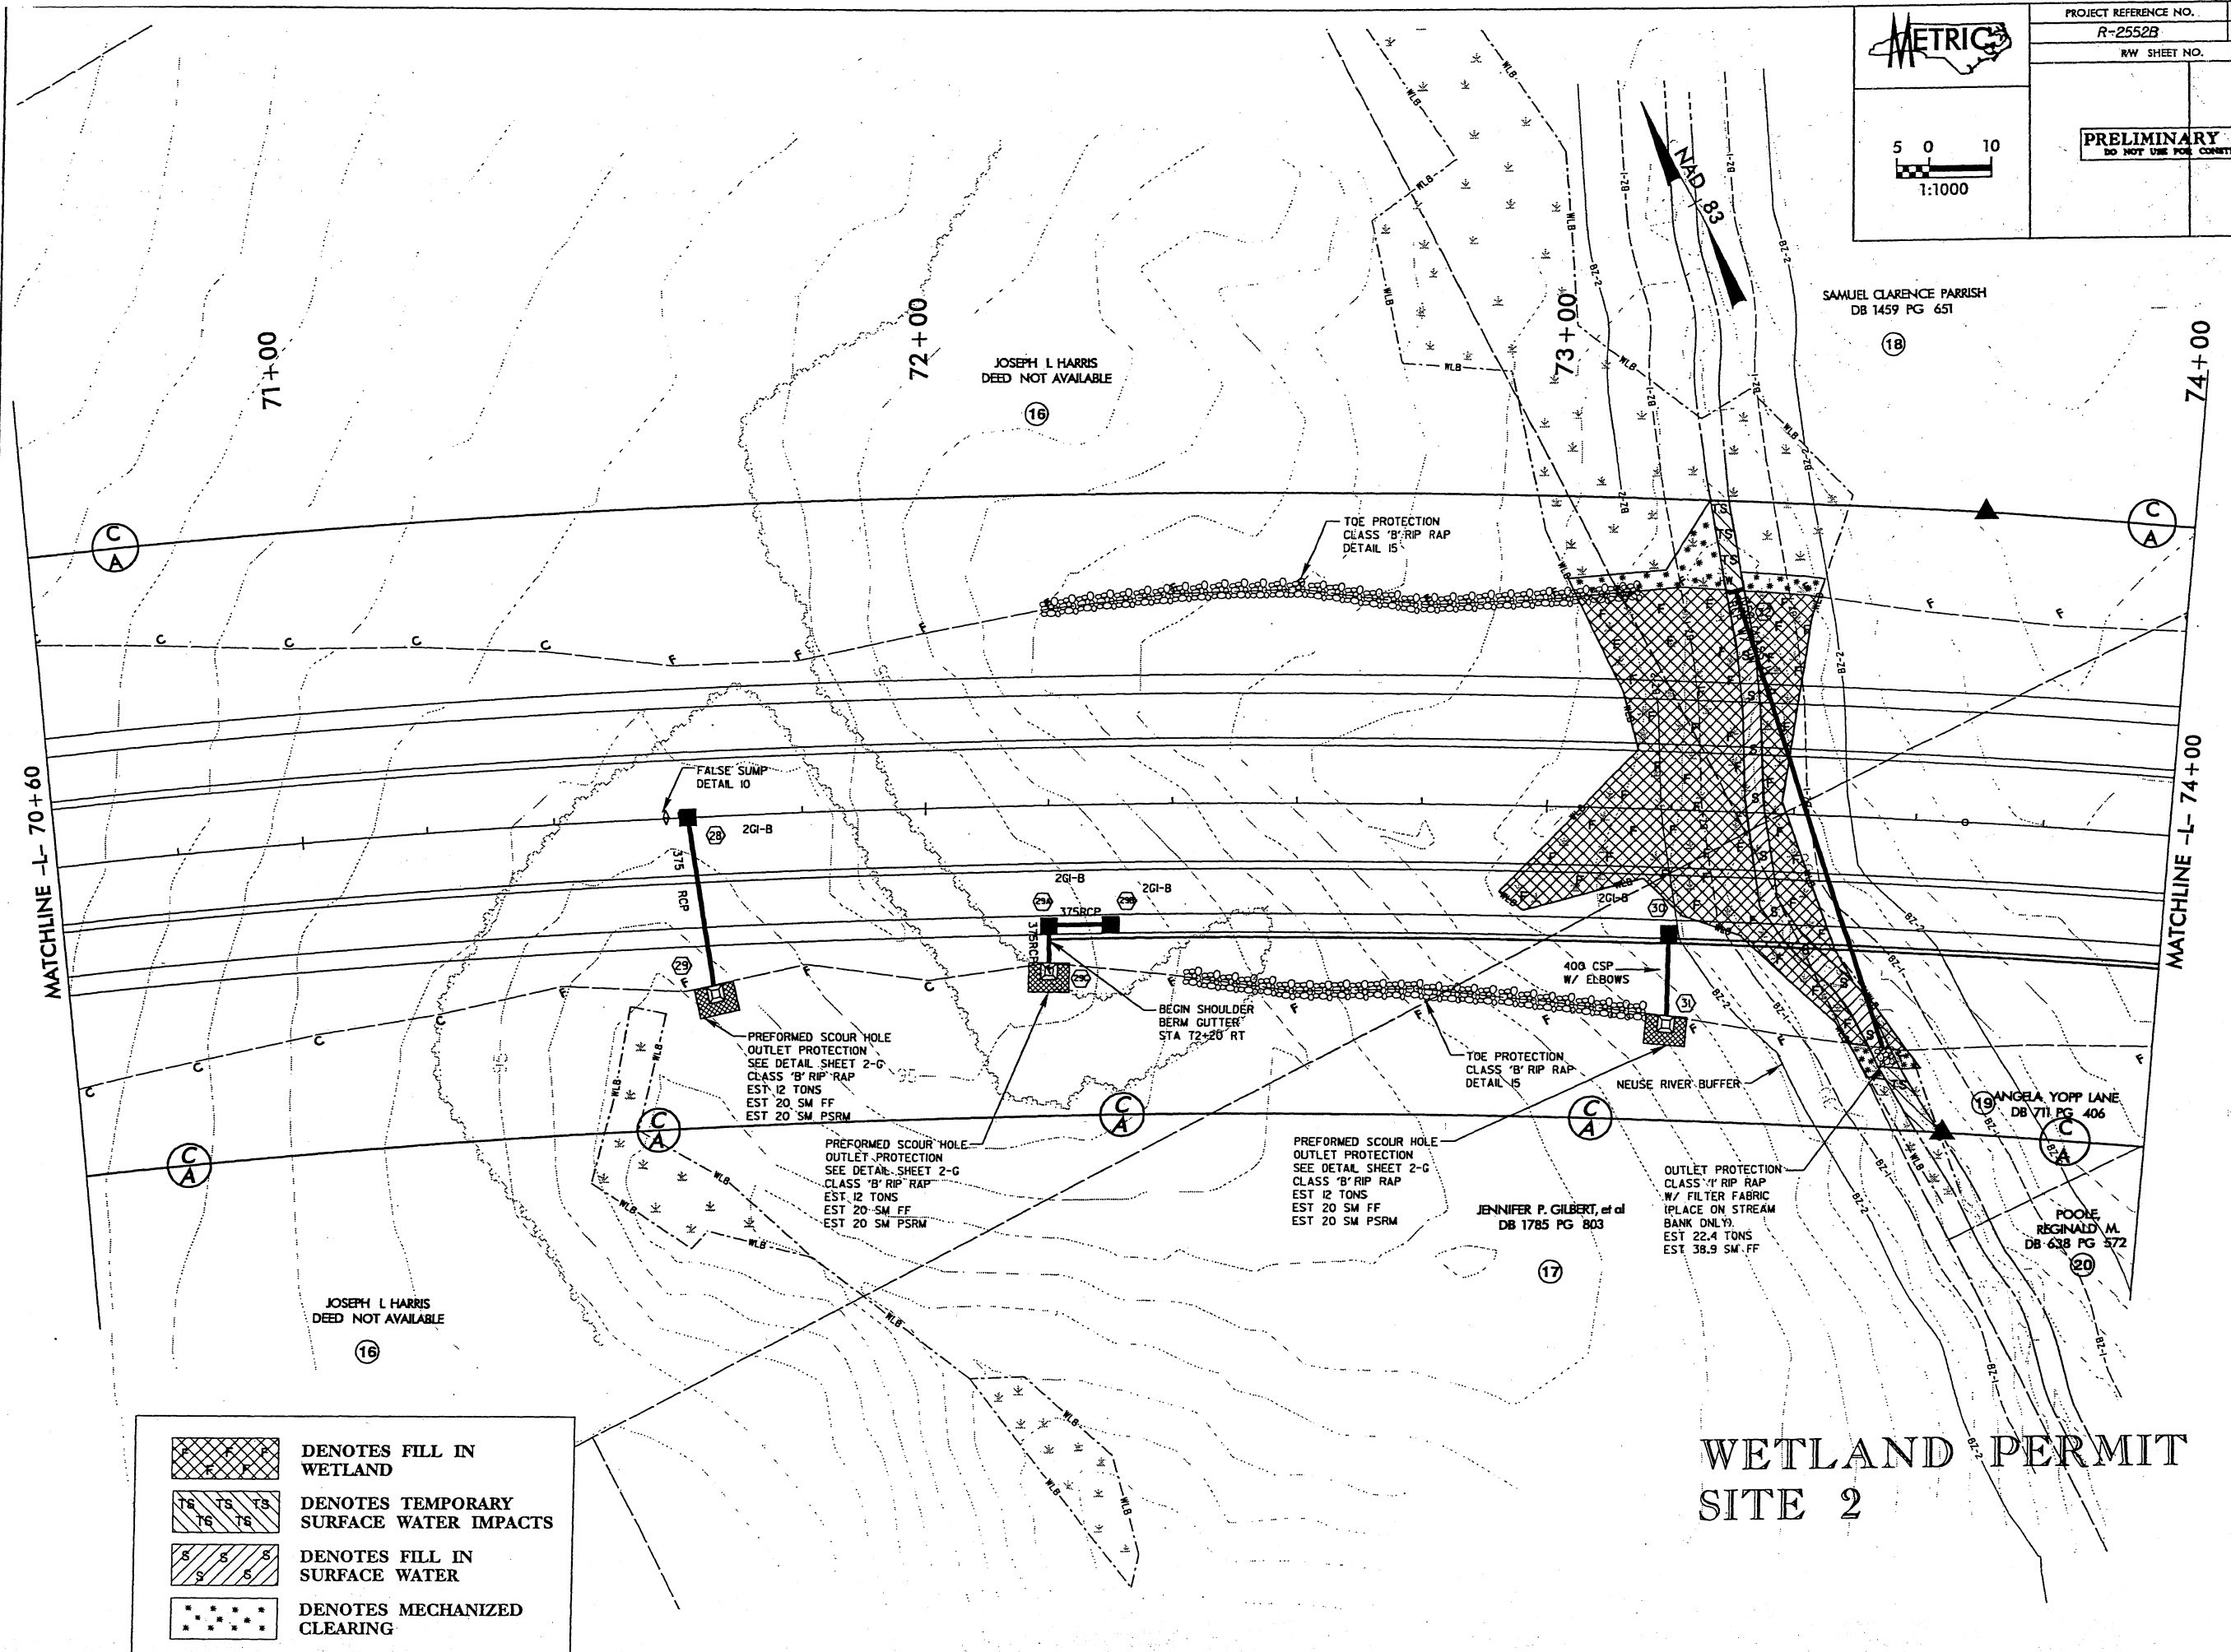 METRIC
PROJECT REFERENCE NO.
R-2552B
RW SHEET NO.
5 0 10
1:1000
PRELIMINARY
DO NOT USE FOR CONST
NAD 83
SAMUEL CLARENCE PARRISH
DB 1459 PG 651
18
71+00
72+00
73+00
74+00
JOSEPH L HARRIS
DEED NOT AVAILABLE
16
TOE PROTECTION
CLASS 'B' RIP RAP
DETAIL 15
C
A
C
A
MATCHLINE -L- 70+60
MATCHLINE -L- 74+00
FALSE SUMP
DETAIL 10
28
2GI-B
375 RCP
29
2GI-B
2GI-B
29A
29B
375RCP
375RCP
29C
2GI-B
30
400 CSP
W/ ELBOWS
31
BEGIN SHOULDER
BERM GUTTER
STA 72+20 RT
PREFORMED SCOUR HOLE
OUTLET PROTECTION
SEE DETAIL SHEET 2-G
CLASS 'B' RIP RAP
EST 12 TONS
EST 20 SM FF
EST 20 SM PSRM
TOE PROTECTION
CLASS 'B' RIP RAP
DETAIL 15
NEUSE RIVER BUFFER
19
ANGELA YOPP LANE
DB 711 PG 406
C
A
C
A
C
A
C
A
C
A
PREFORMED SCOUR HOLE
OUTLET PROTECTION
SEE DETAIL SHEET 2-G
CLASS 'B' RIP RAP
EST 12 TONS
EST 20 SM FF
EST 20 SM PSRM
PREFORMED SCOUR HOLE
OUTLET PROTECTION
SEE DETAIL SHEET 2-G
CLASS 'B' RIP RAP
EST 12 TONS
EST 20 SM FF
EST 20 SM PSRM
JENNIFER P. GILBERT, et al
DB 1785 PG 803
17
OUTLET PROTECTION
CLASS 'I' RIP RAP
W/ FILTER FABRIC
(PLACE ON STREAM
BANK ONLY).
EST 22.4 TONS
EST 38.9 SM FF
POOLE,
REGINALD M.
DB 638 PG 572
20
JOSEPH L HARRIS
DEED NOT AVAILABLE
16
DENOTES FILL IN
WETLAND
DENOTES TEMPORARY
SURFACE WATER IMPACTS
DENOTES FILL IN
SURFACE WATER
DENOTES MECHANIZED
CLEARING
WETLAND PERMIT
SITE 2